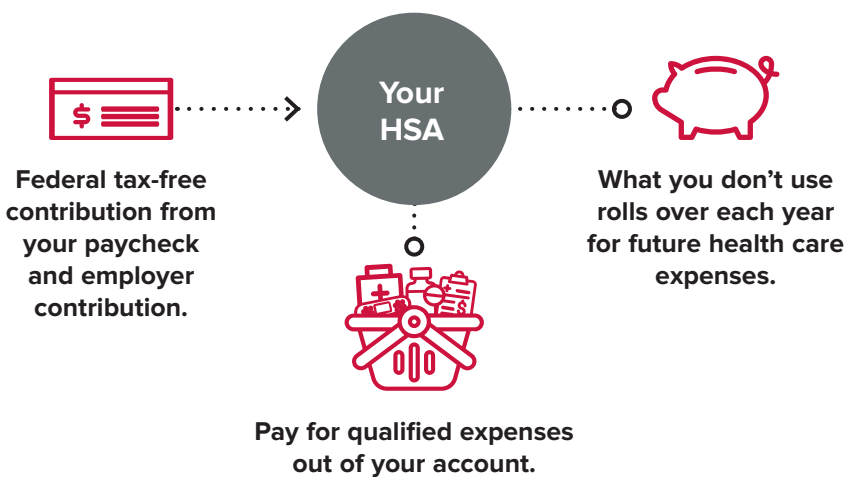 $
Your
HSA
Federal tax-free
contribution from
your paycheck
and employer
contribution.
What you don’t use
rolls over each year
for future health care
expenses.
$
Pay for qualified expenses
out of your account.